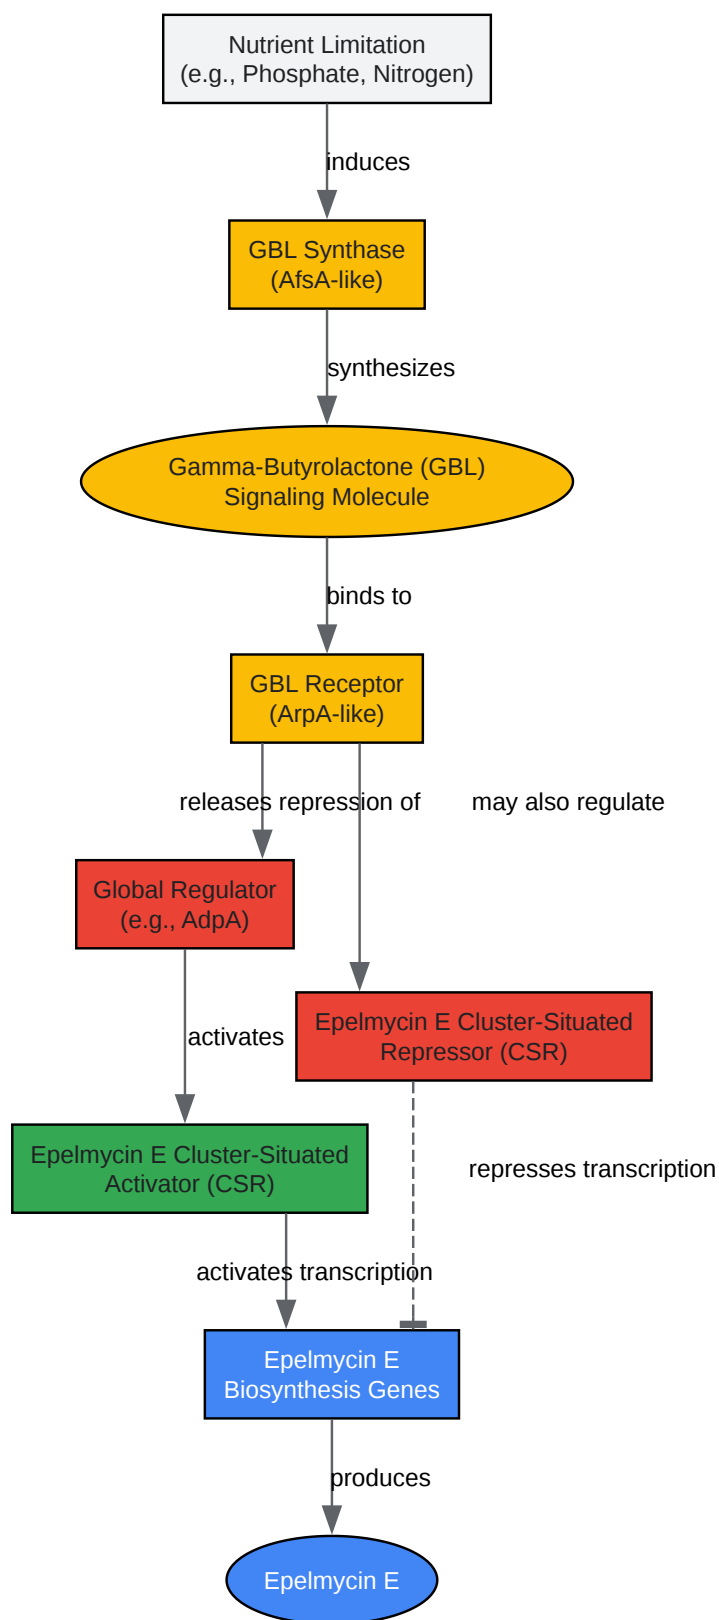 Nutrient Limitation
(e.g., Phosphate, Nitrogen)
induces
GBL Synthase
(AfsA-like)
synthesizes
Gamma-Butyrolactone (GBL)
Signaling Molecule
binds to
GBL Receptor
(ArpA-like)
releases repression of
may also regulate
Global Regulator
(e.g., AdpA)
Epelmycin E Cluster-Situated
Repressor (CSR)
activates
Epelmycin E Cluster-Situated
Activator (CSR)
represses transcription
activates transcription
Epelmycin E
Biosynthesis Genes
produces
Epelmycin E